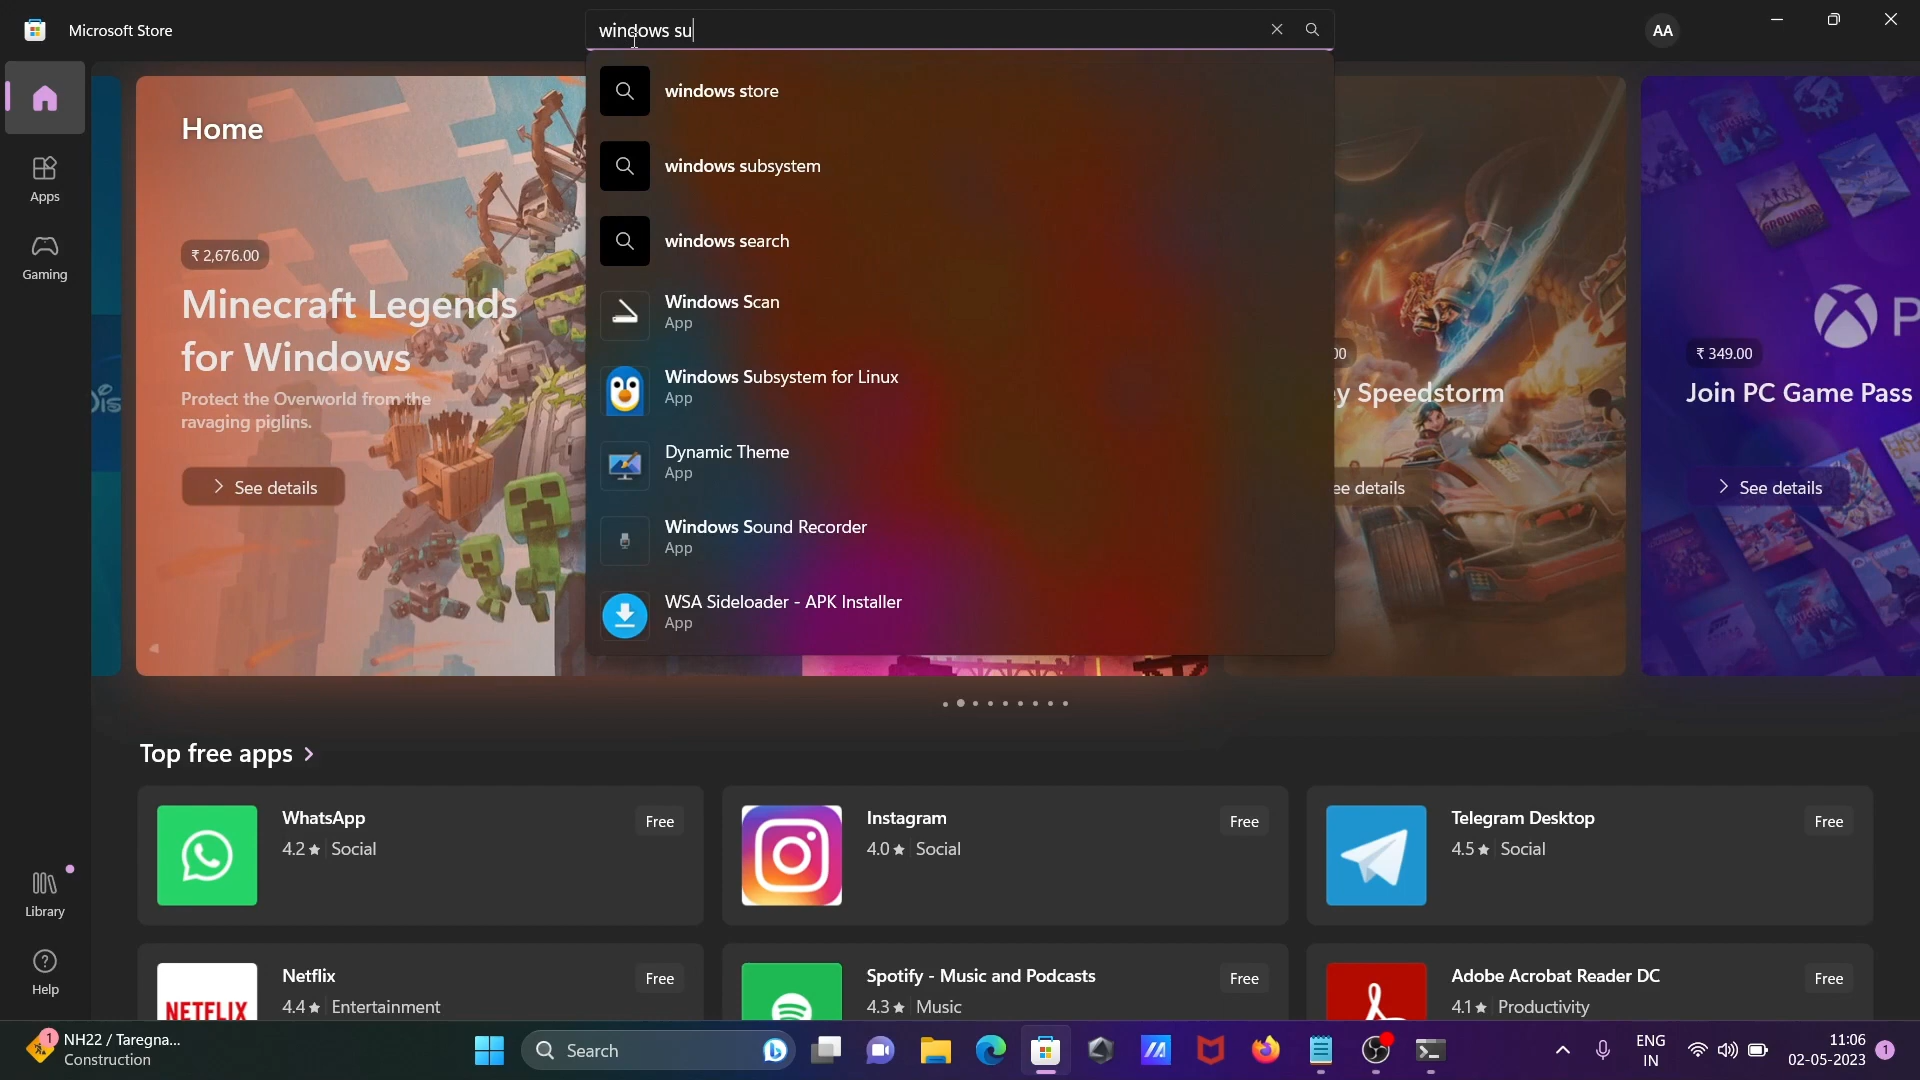 Microsoft Store
windows su
AA
Home
Apps
Gaming
Library
Help
windows store
windows subsystem
windows search
Windows Scan
App
Windows Subsystem for Linux
App
Dynamic Theme
App
Windows Sound Recorder
App
WSA Sideloader - APK Installer
App
₹ 2,676.00
Minecraft Legends
for Windows
Protect the Overworld from the
ravaging piglins.
See details
00
y Speedstorm
ee details
₹ 349.00
Join PC Game Pass
See details
Top free apps
WhatsApp
4.2 ★ Social
Free
Instagram
4.0 ★ Social
Free
Telegram Desktop
4.5 ★ Social
Free
NETFLIX
Netflix
4.4 ★ Entertainment
Free
Spotify - Music and Podcasts
4.3 ★ Music
Free
Adobe Acrobat Reader DC
4.1 ★ Productivity
Free
1
NH22 / Taregna...
Construction
Search
ENG
IN
11:06
02-05-2023
1